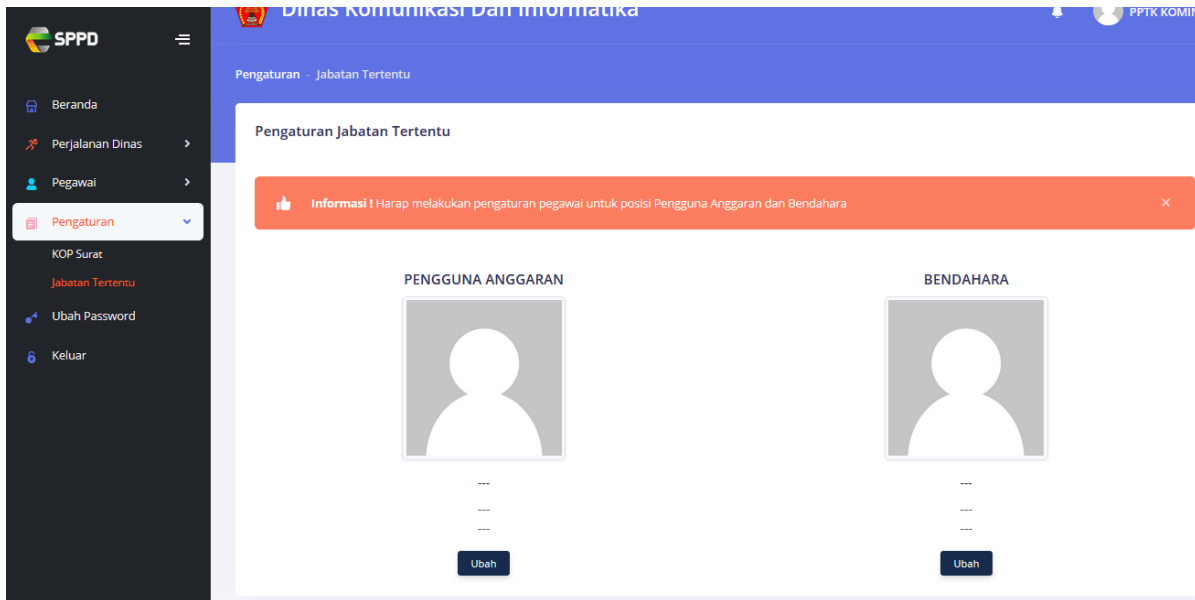 SPPD
Dinas Komunikasi Dan Informatika
PPTK KOMIN
Pengaturan - Jabatan Tertentu
Beranda
Perjalanan Dinas
Pegawai
Pengaturan
KOP Surat
Jabatan Tertentu
Ubah Password
Keluar
Pengaturan Jabatan Tertentu
Informasi ! Harap melakukan pengaturan pegawai untuk posisi Pengguna Anggaran dan Bendahara ×
PENGGUNA ANGGARAN
---
---
---
Ubah
BENDAHARA
---
---
---
Ubah